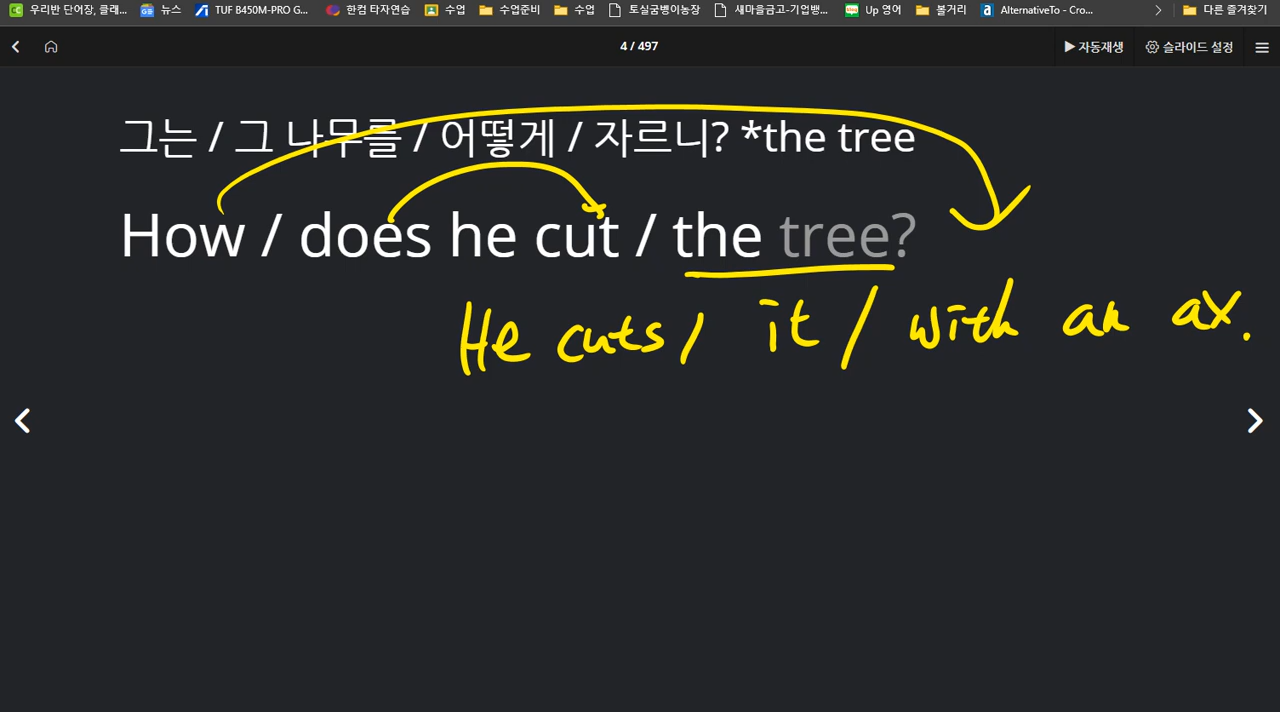 우리반 단어장, 클래... 뉴스 TUF B450M-PRO G... 한컴 타자연습 수업 수업준비 수업 토실굼벵이농장 새마을금고-기업뱅... Up 영어 볼거리 AlternativeTo - Cro... 다른 즐겨찾기
4 / 497 ▶ 자동재생 슬라이드 설정
그는 / 그 나무를 / 어떻게 / 자르니? *the tree
How / does he cut / the tree?
He cuts / it / with an ax.